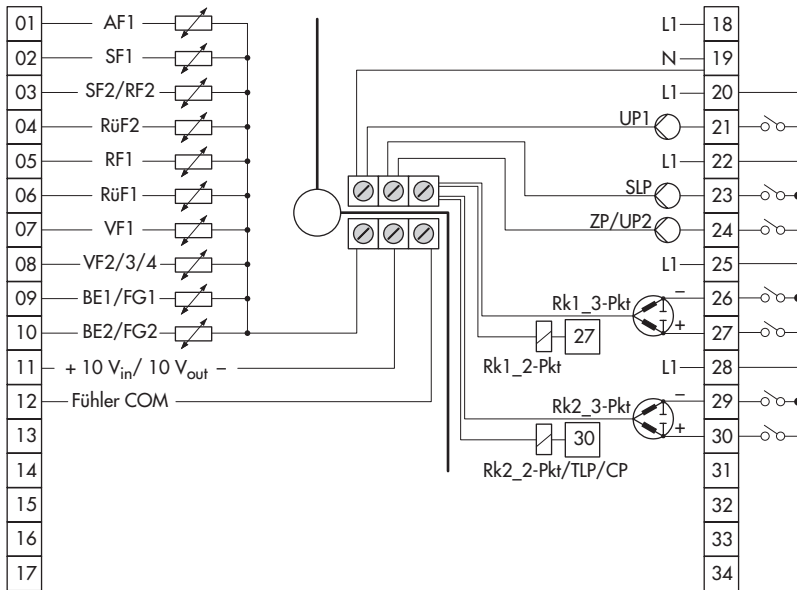 01 AF1 L1 18
02 SF1 N 19
03 SF2/RF2 L1 20
04 RüF2 UP1 21
05 RF1 L1 22
06 RüF1 SLP 23
07 VF1 ZP/UP2 24
08 VF2/3/4 L1 25
09 BE1/FG1 Rk1_3-Pkt − 26
10 BE2/FG2 27 + 27
11 + 10 Vin/ 10 Vout − Rk1_2-Pkt L1 28
12 Fühler COM Rk2_3-Pkt − 29
13 30 + 30
14 Rk2_2-Pkt/TLP/CP 31
15 32
16 33
17 34